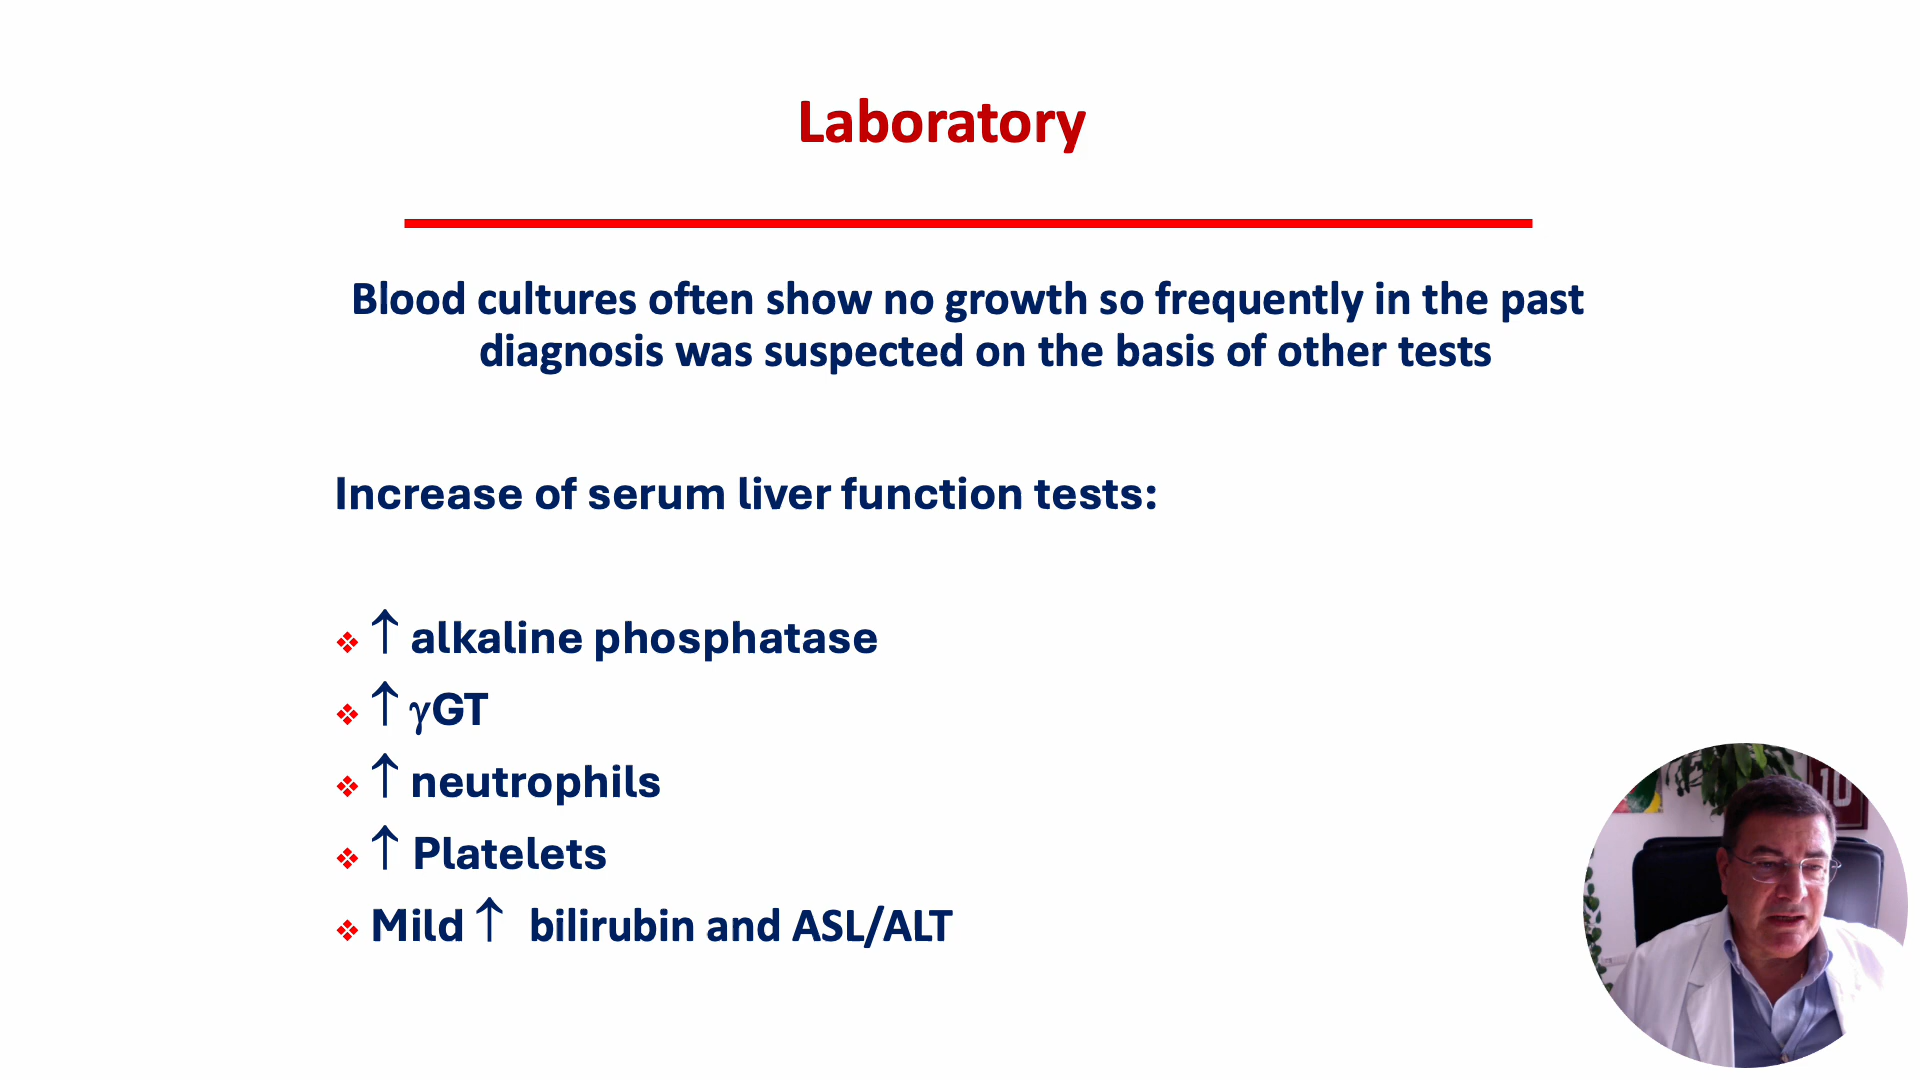 Laboratory
Blood cultures often show no growth so frequently in the past
diagnosis was suspected on the basis of other tests
Increase of serum liver function tests:
❖ ↑ alkaline phosphatase
❖ ↑ γGT
❖ ↑ neutrophils
❖ ↑ Platelets
❖ Mild ↑ bilirubin and ASL/ALT
10